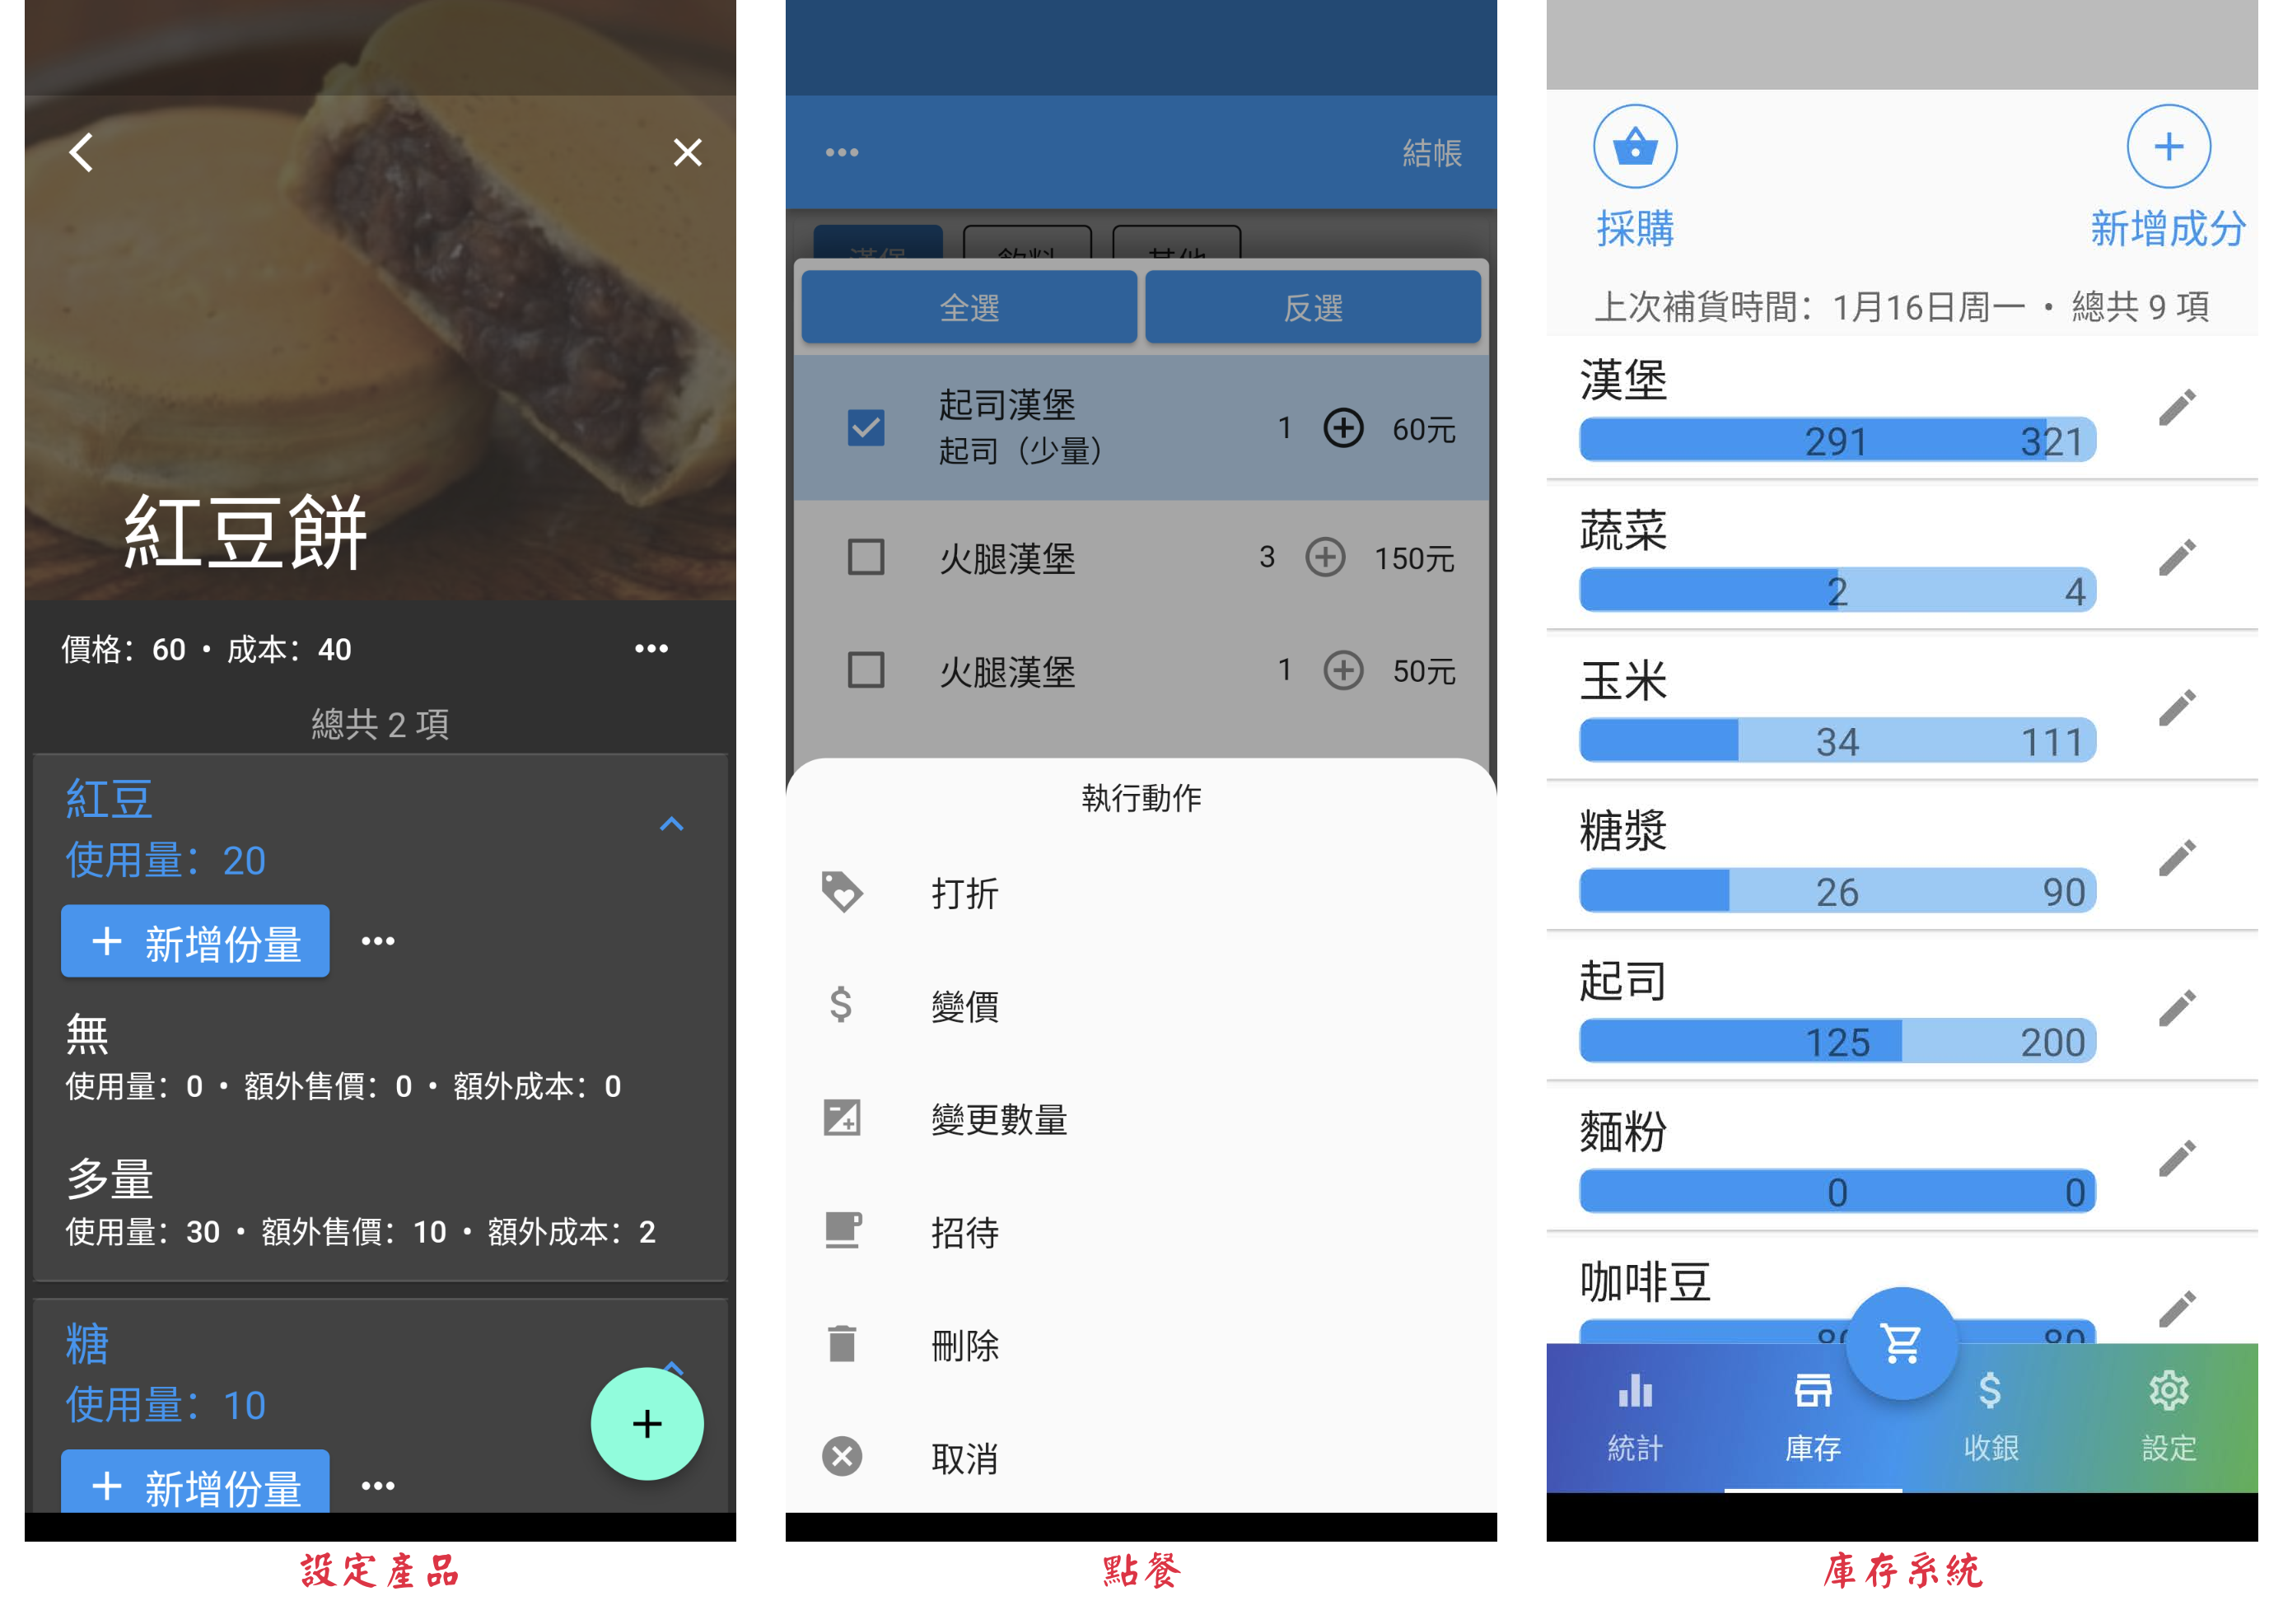 紅豆餅
價格：60 • 成本：40
總共 2 項
紅豆
使用量：20
新增份量
無
使用量：0 • 額外售價：0 • 額外成本：0
多量
使用量：30 • 額外售價：10 • 額外成本：2
糖
使用量：10
新增份量
設定產品
結帳
漢堡 飲料 其他
全選 反選
起司漢堡
起司（少量）
1 60元
火腿漢堡 3 150元
火腿漢堡 1 50元
執行動作
打折
變價
變更數量
招待
刪除
取消
點餐
採購 新增成分
上次補貨時間：1月16日周一 • 總共 9 項
漢堡
291 321
蔬菜
2 4
玉米
34 111
糖漿
26 90
起司
125 200
麵粉
0 0
咖啡豆
80
統計 庫存 收銀 設定
庫存系統